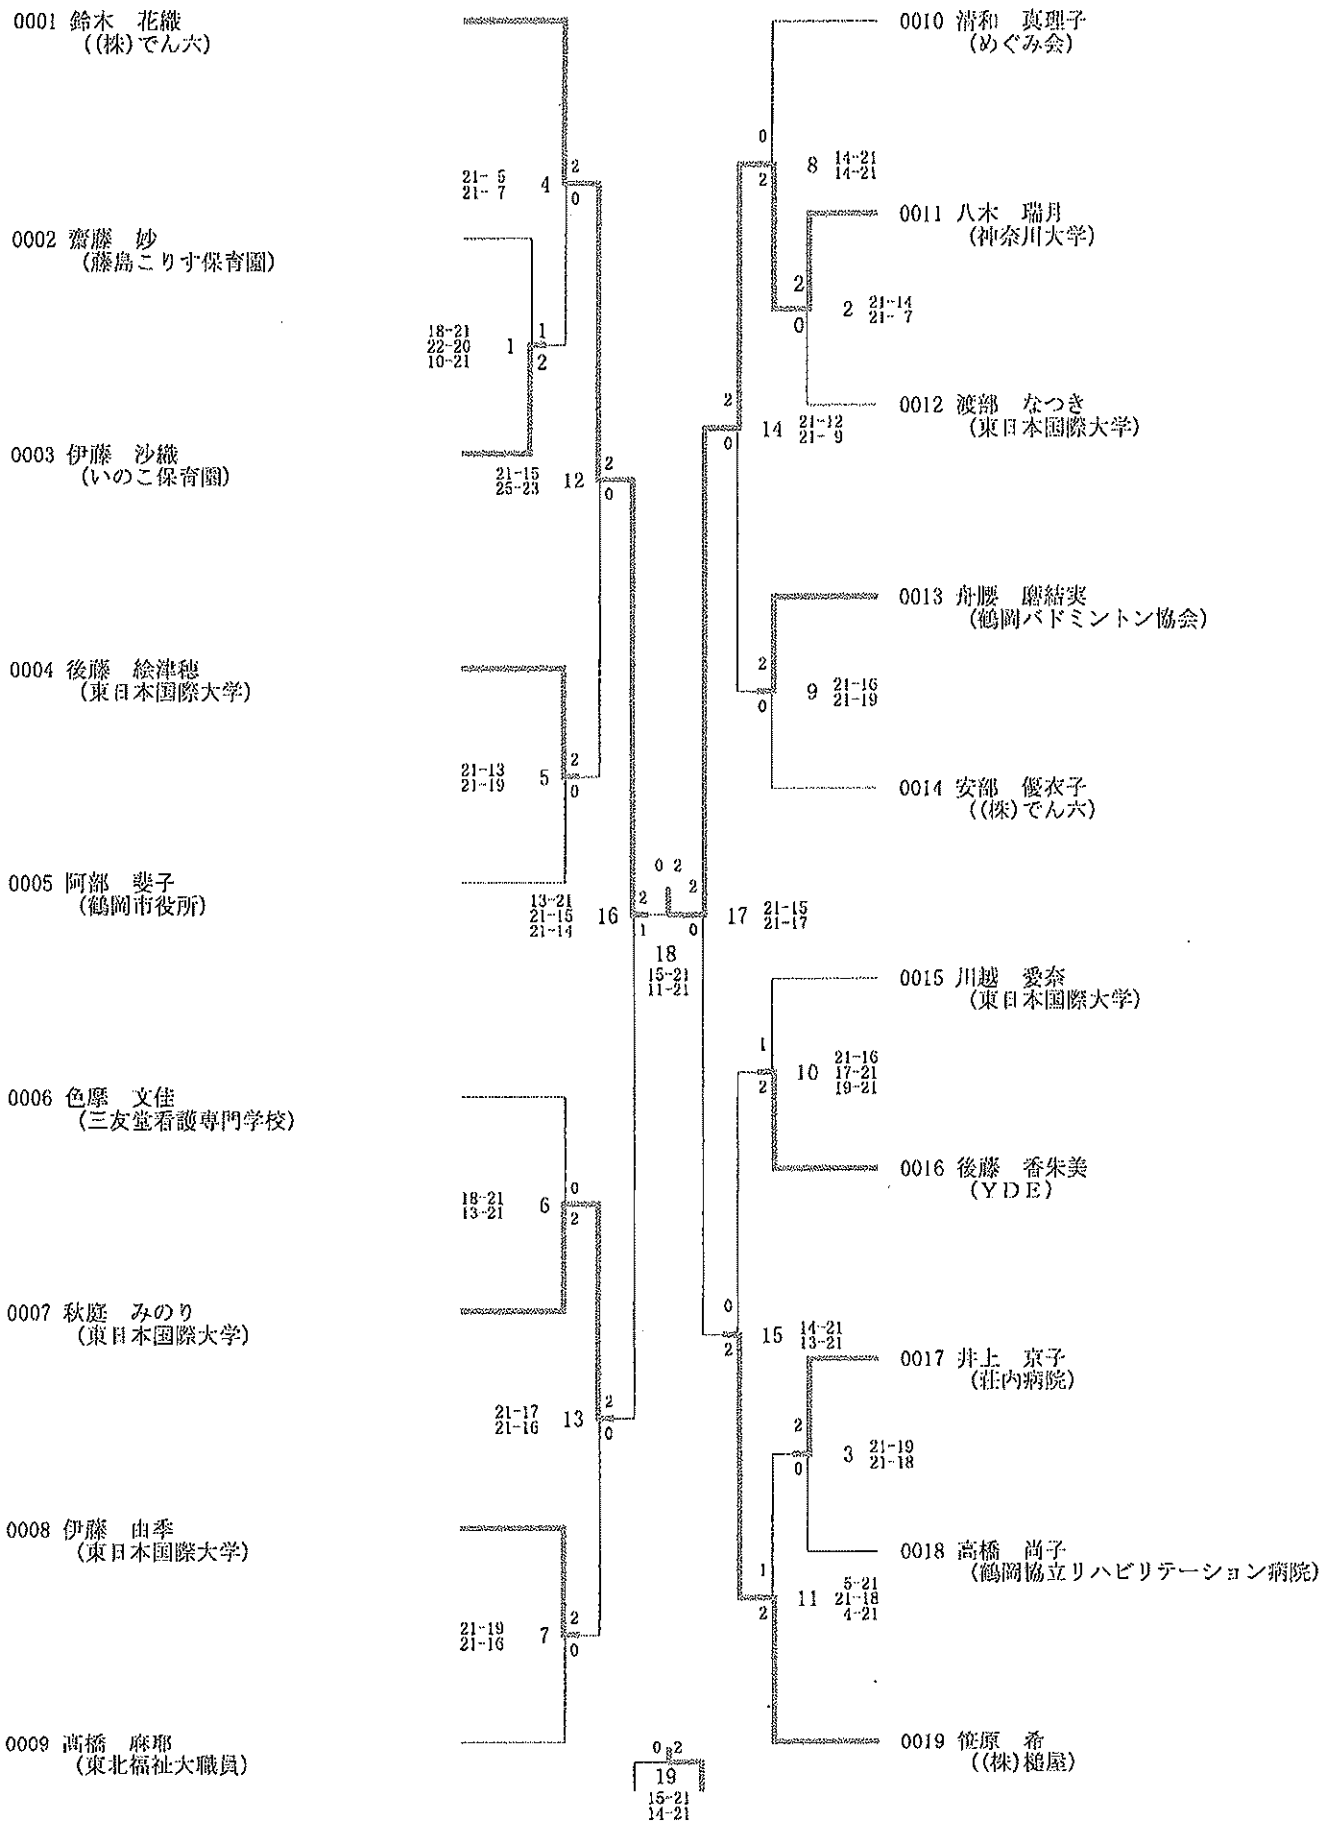 0001 鈴木 花織
((株)でん六)
21- 5
21- 7
4
2
0
0002 齋藤 妙
(藤島こりす保育園)
18-21
22-20
10-21
1
1
2
0003 伊藤 沙織
(いのこ保育園)
21-15
25-23
12
2
0
0004 後藤 絵津穂
(東日本国際大学)
21-13
21-19
5
2
0
0005 阿部 斐子
(鶴岡市役所)
13-21
21-15
21-14
16
2
1
0006 色摩 文佳
(三友堂看護専門学校)
18-21
13-21
6
0
2
0007 秋庭 みのり
(東日本国際大学)
21-17
21-16
13
2
0
0008 伊藤 由季
(東日本国際大学)
21-19
21-16
7
2
0
0009 高橋 麻耶
(東北福祉大職員)
0 2
18
15-21
11-21
0 2
19
15-21
14-21
0010 清和 真理子
(めぐみ会)
0
2
8
14-21
14-21
0011 八木 瑞月
(神奈川大学)
2
0
2
21-14
21- 7
0012 渡部 なつき
(東日本国際大学)
2
0
14
21-12
21- 9
0013 舟腰 結実
(鶴岡バドミントン協会)
2
0
9
21-16
21-19
0014 安部 優衣子
((株)でん六)
2
0
17
21-15
21-17
0015 川越 愛奈
(東日本国際大学)
1
2
10
21-16
17-21
19-21
0016 後藤 香朱美
(YDE)
0
2
15
14-21
13-21
0017 井上 京子
(荘内病院)
2
0
3
21-19
21-18
0018 高橋 尚子
(鶴岡協立リハビリテーション病院)
1
2
11
5-21
21-18
4-21
0019 笹原 希
((株)槌屋)